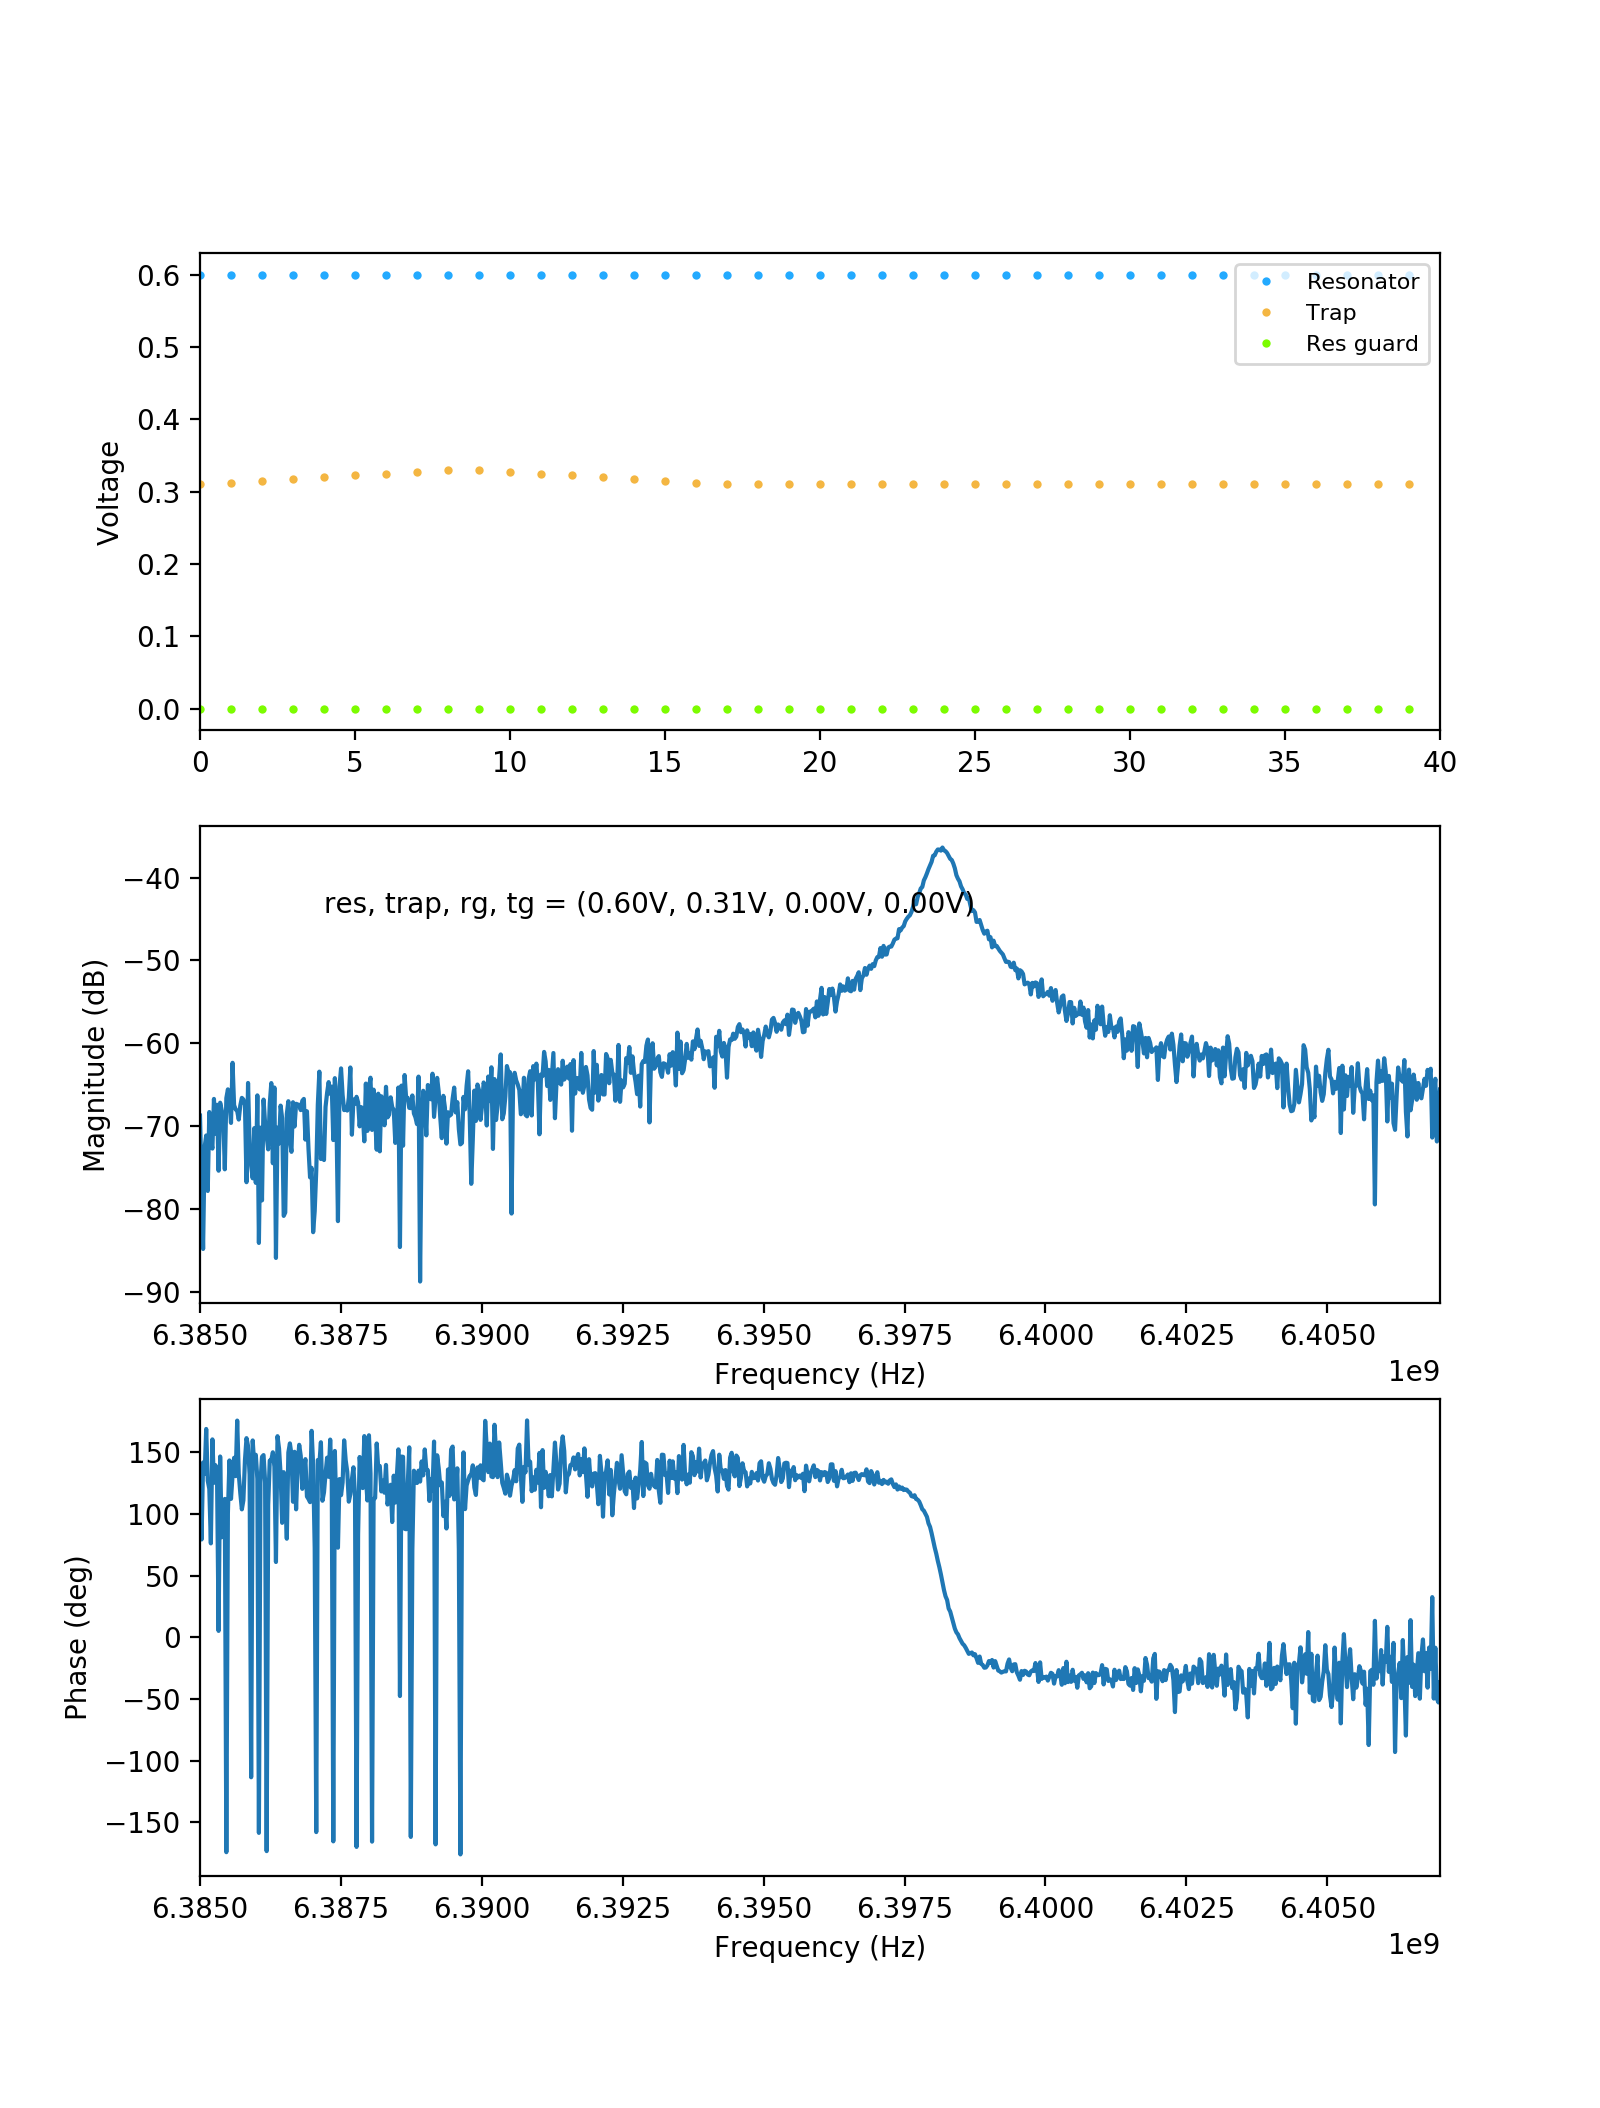 0.6
0.5
0.4
0.3
0.2
0.1
0.0
Voltage
Resonator
Trap
Res guard
0 5 10 15 20 25 30 35 40
−40
−50
−60
−70
−80
−90
Magnitude (dB)
res, trap, rg, tg = (0.60V, 0.31V, 0.00V, 0.00V)
6.3850 6.3875 6.3900 6.3925 6.3950 6.3975 6.4000 6.4025 6.4050
Frequency (Hz)
1e9
150
100
50
0
−50
−100
−150
Phase (deg)
6.3850 6.3875 6.3900 6.3925 6.3950 6.3975 6.4000 6.4025 6.4050
Frequency (Hz)
1e9